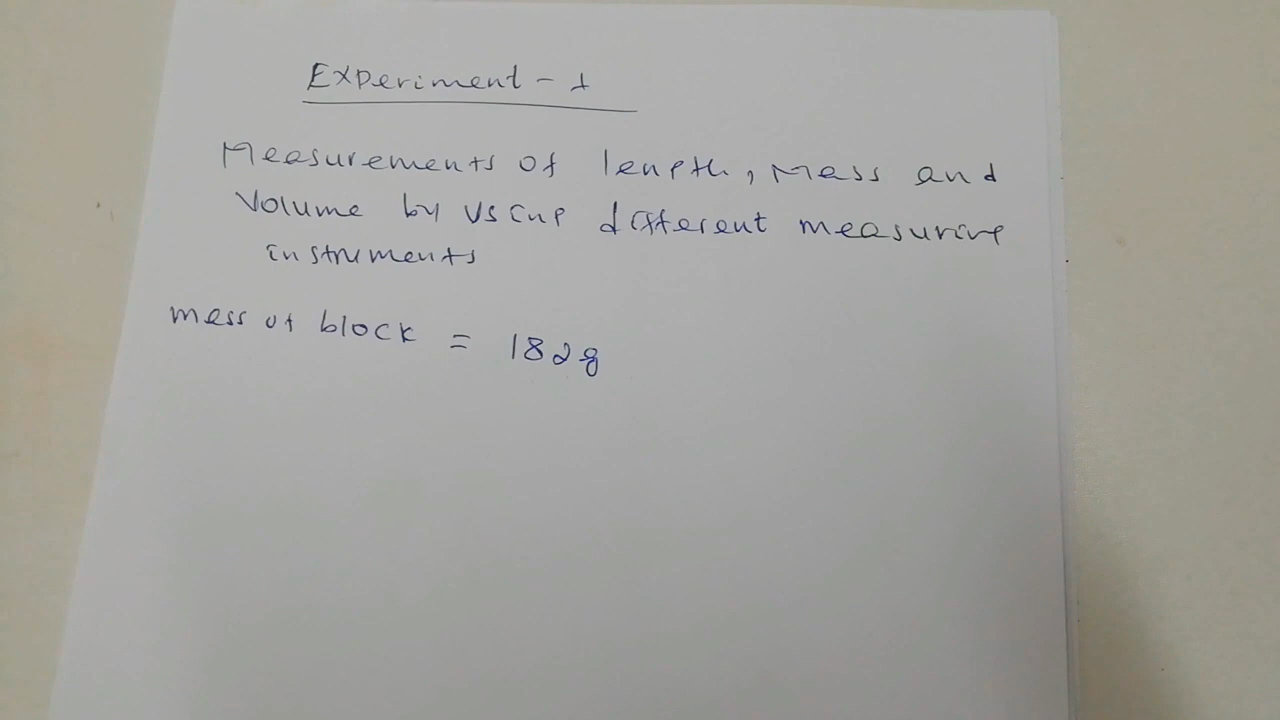 Experiment - 1
Measurements of length, Mass and
Volume by using different measuring
instruments
mass of block = 182g